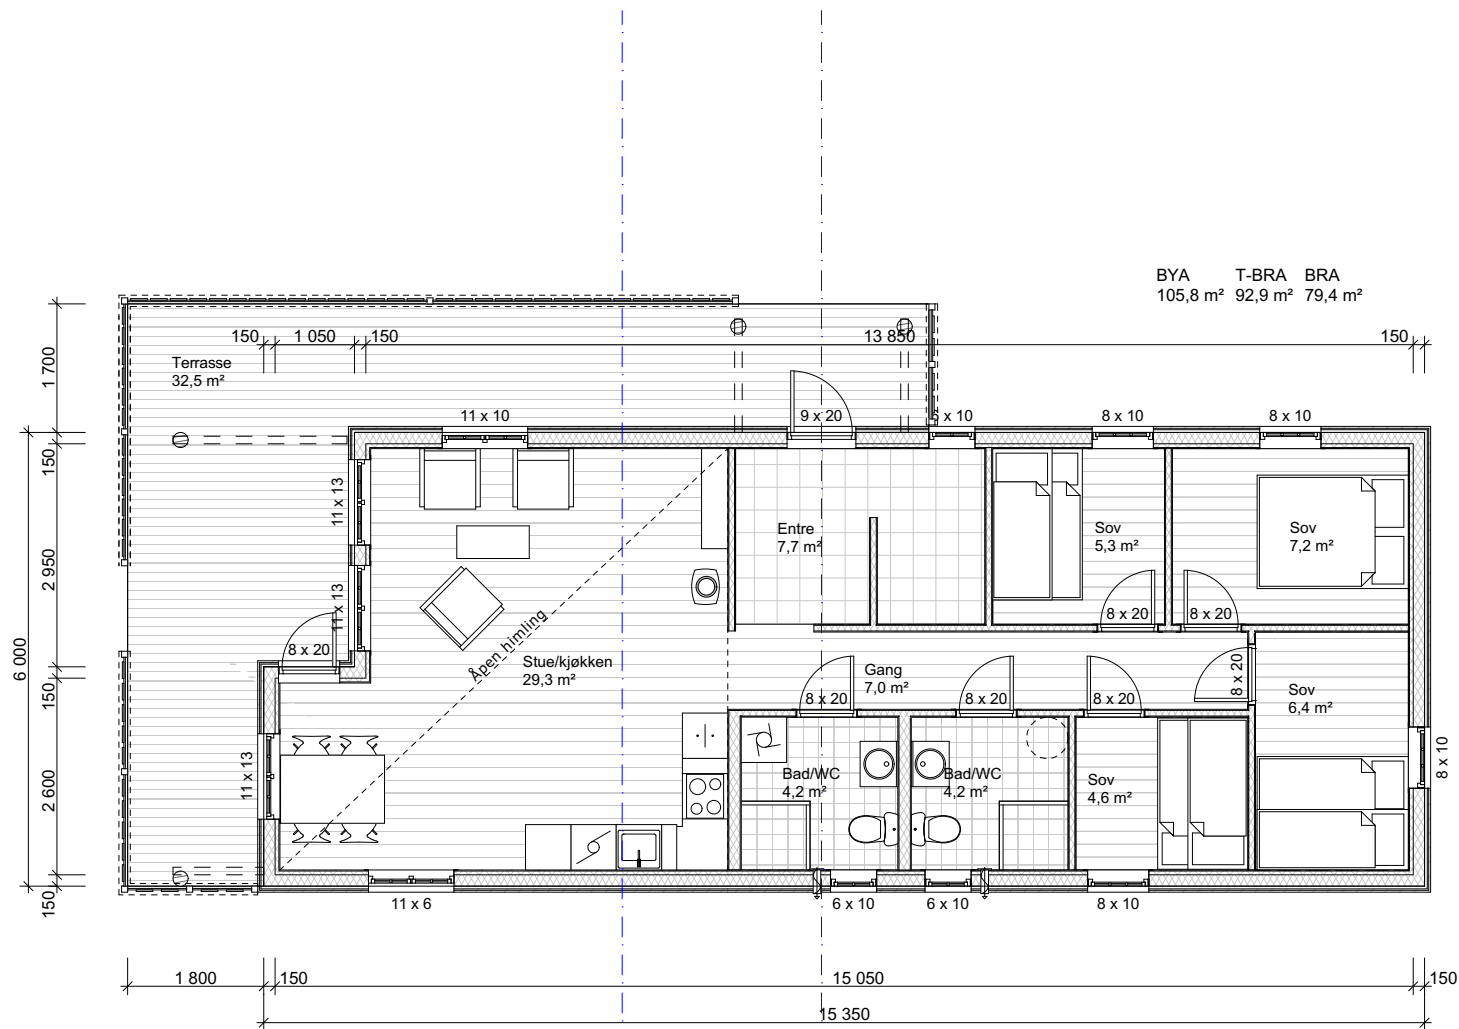 BYA T-BRA BRA
105,8 m² 92,9 m² 79,4 m²
150 1 050 150 13 850 150
Terrasse
32,5 m²
1 700
150
2 950
150
2 600
150
6 000
11 x 10
9 x 20
x 10
8 x 10
8 x 10
11 x 13
11 x 13
8 x 20
11 x 13
Åpen himling
Stue/kjøkken
29,3 m²
Entre
7,7 m²
Sov
5,3 m²
Sov
7,2 m²
8 x 20
8 x 20
Gang
7,0 m²
8 x 20
8 x 20
8 x 20
8 x 20
Sov
6,4 m²
Bad/WC
4,2 m²
Bad/WC
4,2 m²
Sov
4,6 m²
8 x 10
11 x 6
6 x 10
6 x 10
8 x 10
1 800 150 15 050 150
15 350